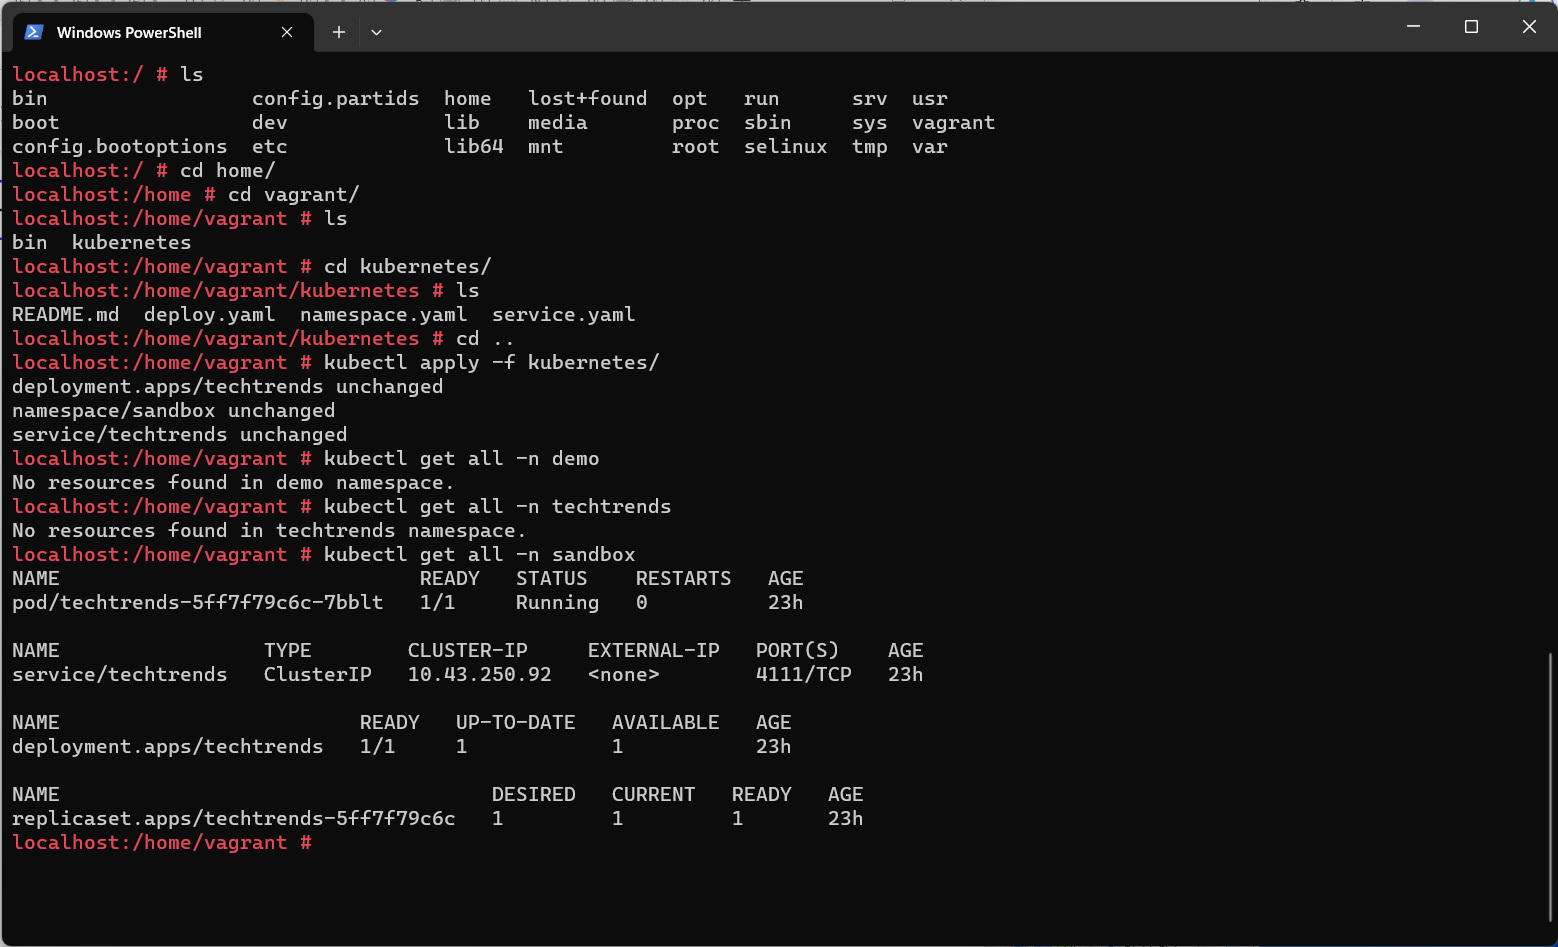 Windows PowerShell
localhost:/ # ls
bin                 config.partids  home   lost+found  opt   run      srv  usr
boot                dev             lib    media       proc  sbin     sys  vagrant
config.bootoptions  etc             lib64  mnt         root  selinux  tmp  var
localhost:/ # cd home/
localhost:/home # cd vagrant/
localhost:/home/vagrant # ls
bin  kubernetes
localhost:/home/vagrant # cd kubernetes/
localhost:/home/vagrant/kubernetes # ls
README.md  deploy.yaml  namespace.yaml  service.yaml
localhost:/home/vagrant/kubernetes # cd ..
localhost:/home/vagrant # kubectl apply -f kubernetes/
deployment.apps/techtrends unchanged
namespace/sandbox unchanged
service/techtrends unchanged
localhost:/home/vagrant # kubectl get all -n demo
No resources found in demo namespace.
localhost:/home/vagrant # kubectl get all -n techtrends
No resources found in techtrends namespace.
localhost:/home/vagrant # kubectl get all -n sandbox
NAME                              READY   STATUS    RESTARTS   AGE
pod/techtrends-5ff7f79c6c-7bblt   1/1     Running   0          23h
NAME                 TYPE        CLUSTER-IP     EXTERNAL-IP   PORT(S)    AGE
service/techtrends   ClusterIP   10.43.250.92   <none>        4111/TCP   23h
NAME                         READY   UP-TO-DATE   AVAILABLE   AGE
deployment.apps/techtrends   1/1     1            1           23h
NAME                                    DESIRED   CURRENT   READY   AGE
replicaset.apps/techtrends-5ff7f79c6c   1         1         1       23h
localhost:/home/vagrant #